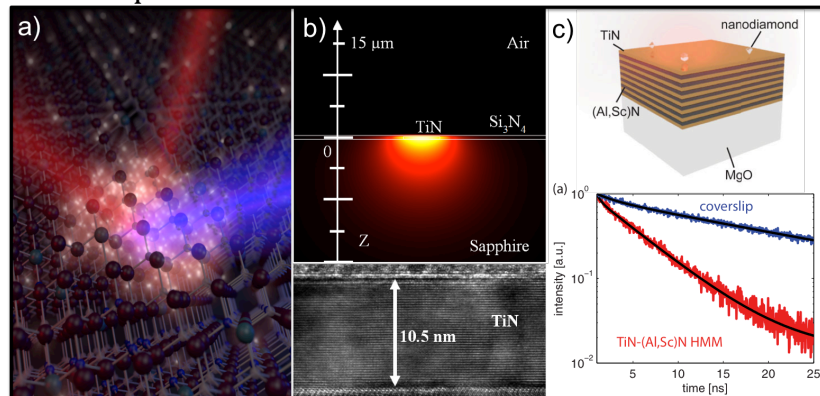 a)
b)
15 µm
Air
TiN
Si3N4
0
Z
Sapphire
10.5 nm
TiN
c)
TiN
nanodiamond
(Al,Sc)N
MgO
(a)
10^0
coverslip
intensity [a.u.]
10^-1
TiN-(Al,Sc)N HMM
10^-2
5 10 15 20 25
time [ns]